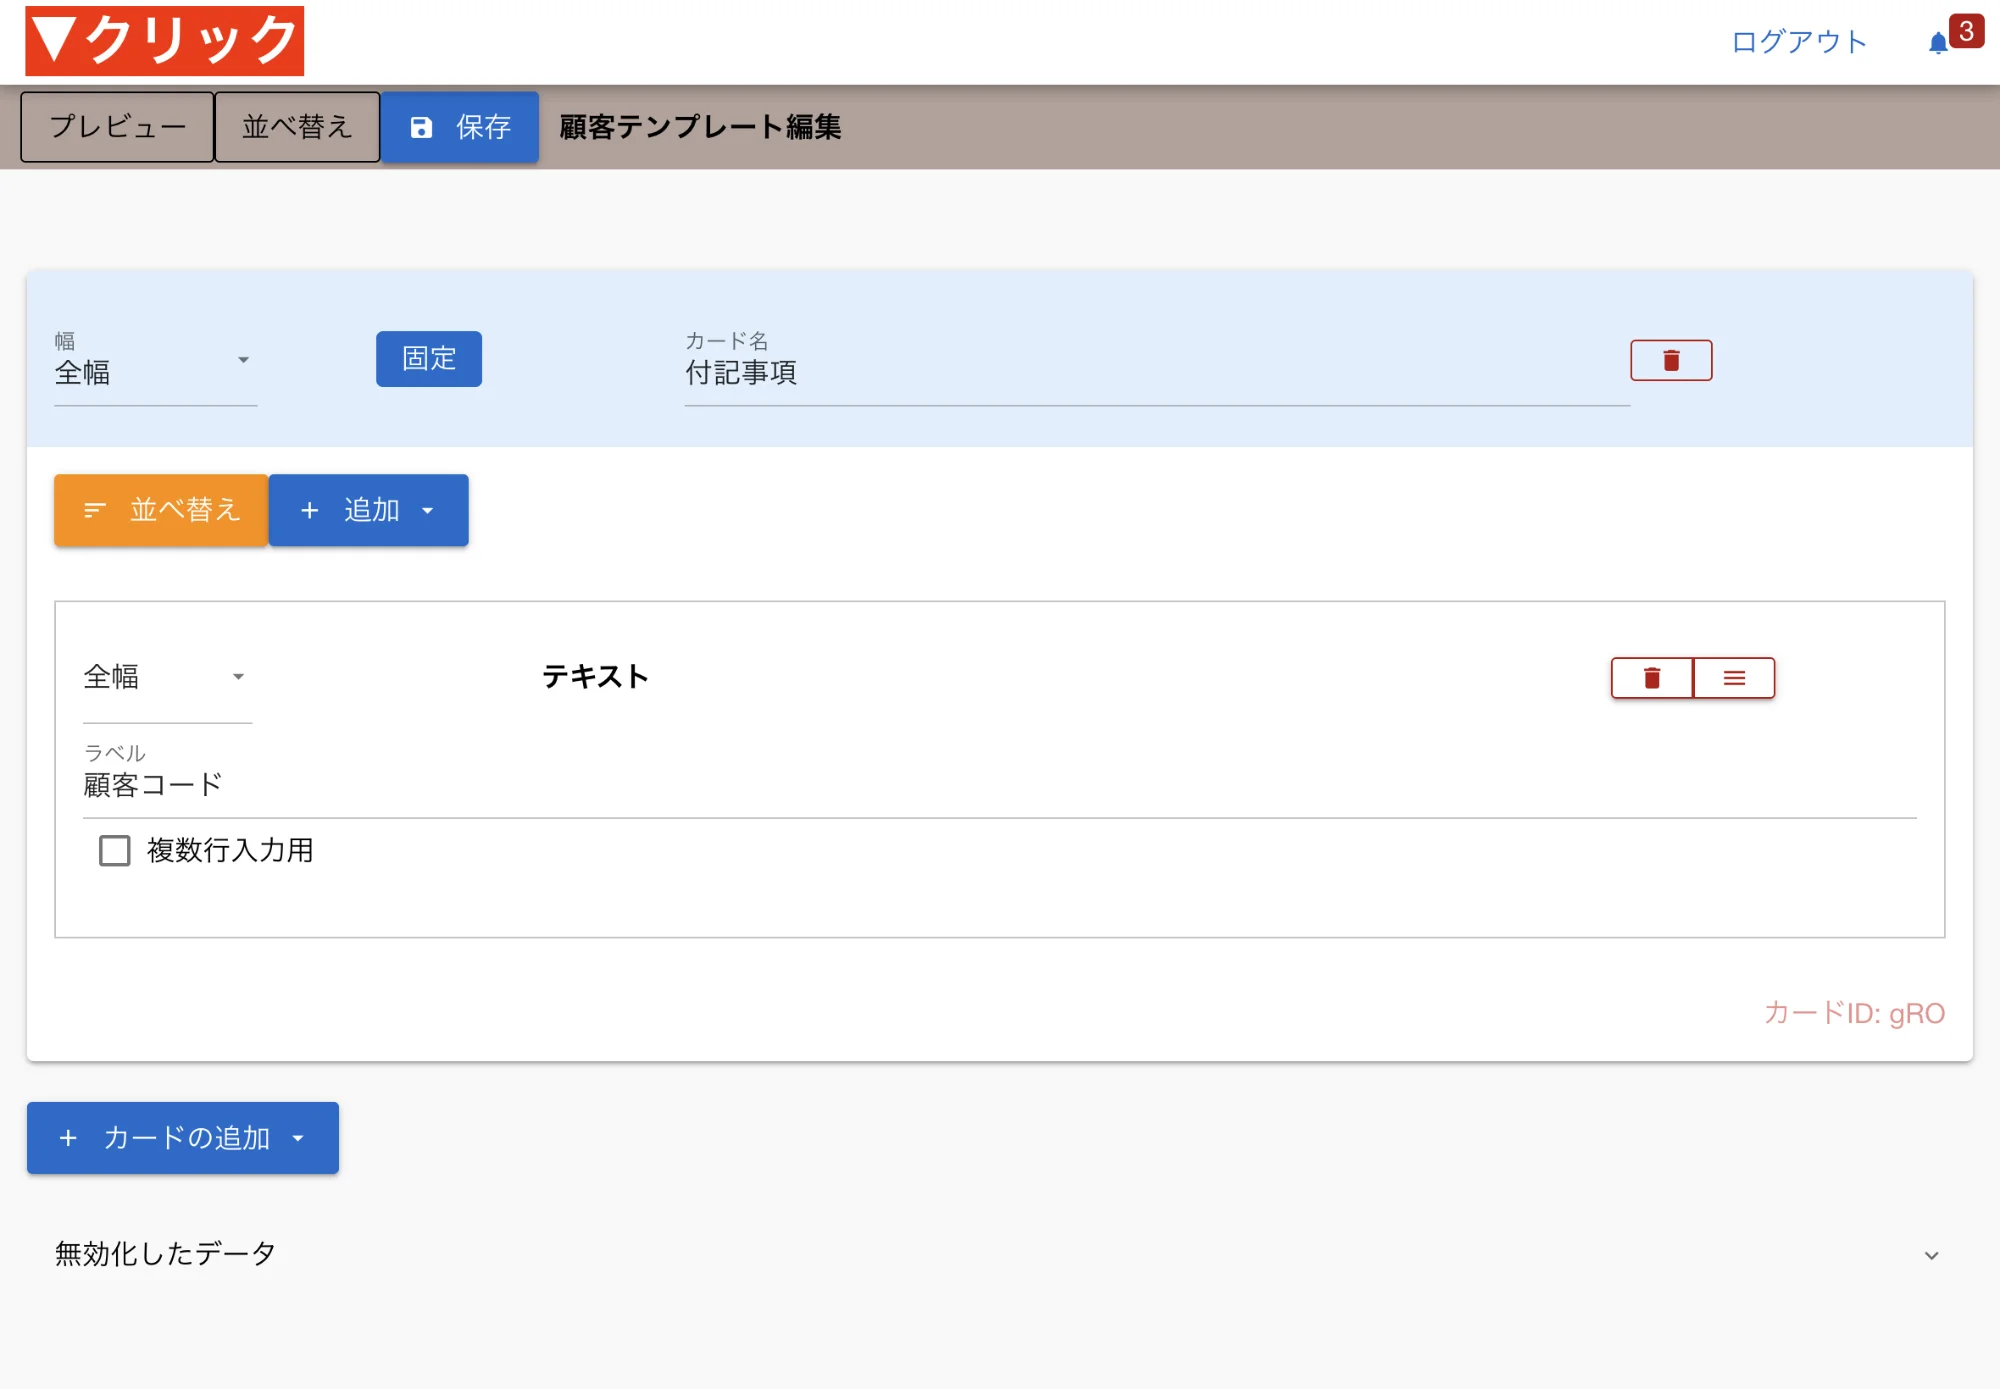 ▼クリック
ログアウト
3
プレビュー
並べ替え
保存
顧客テンプレート編集
幅
全幅
固定
カード名
付記事項
並べ替え
+ 追加
全幅
テキスト
ラベル
顧客コード
複数行入力用
カードID: gRO
+ カードの追加
無効化したデータ